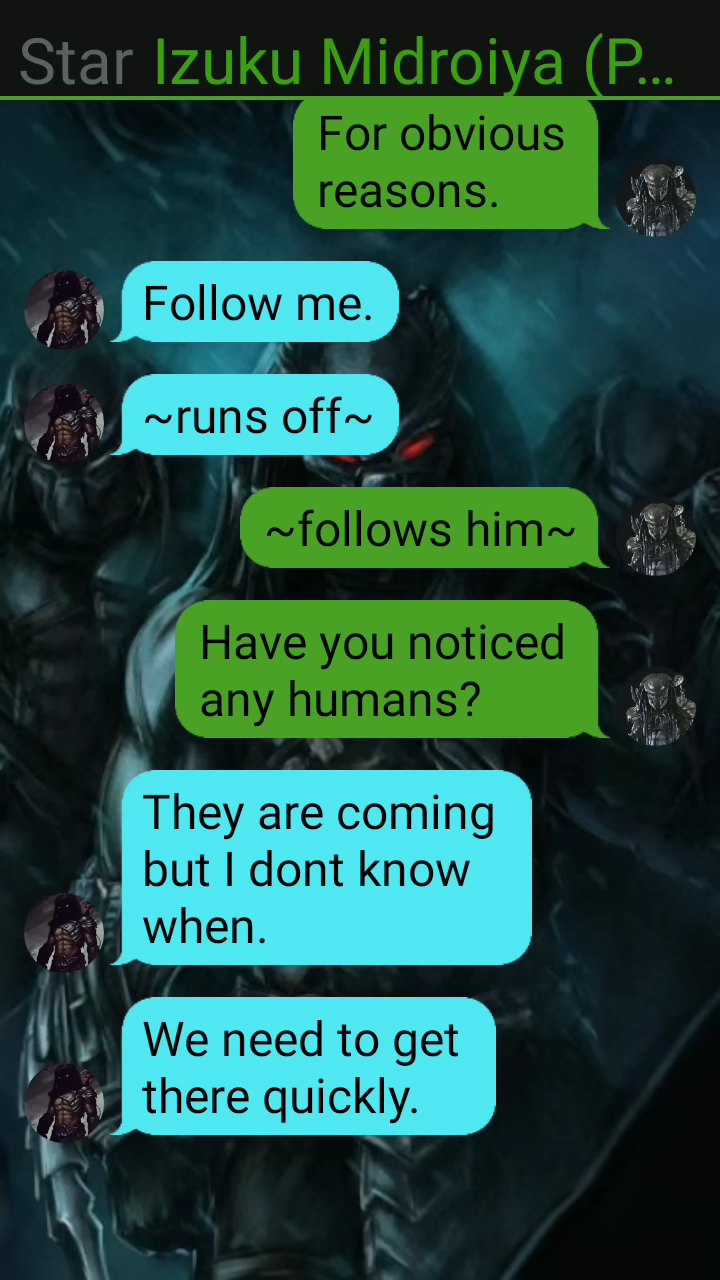 Star Izuku Midroiya (P...
For obvious
reasons.
Follow me.
~runs off~
~follows him~
Have you noticed
any humans?
They are coming
but I dont know
when.
We need to get
there quickly.